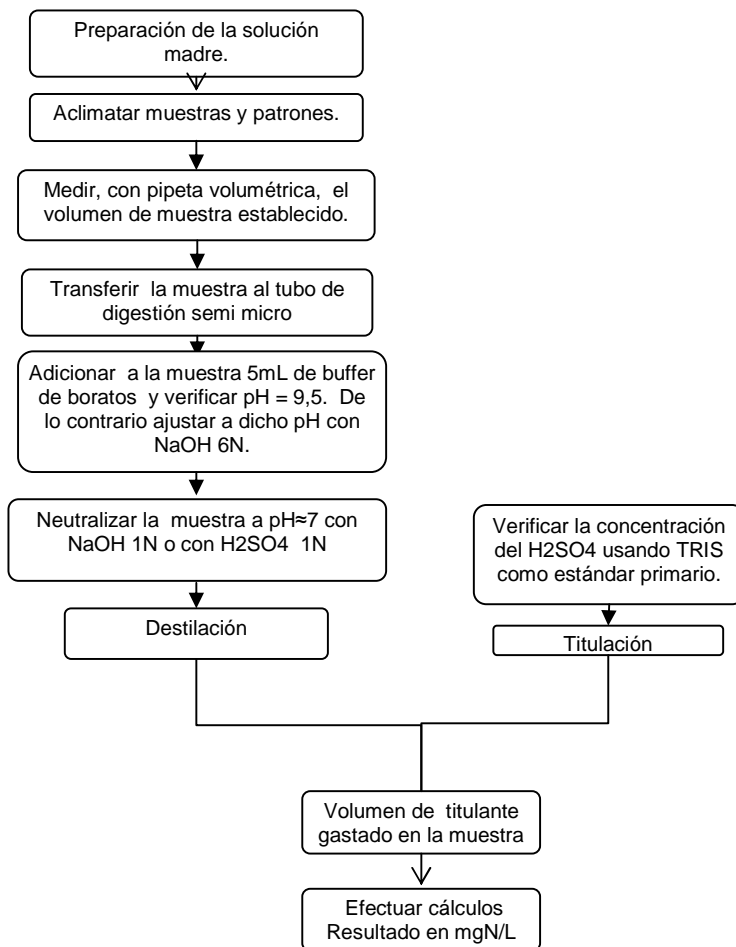 Preparación de la solución
madre.
Aclimatar muestras y patrones.
Medir, con pipeta volumétrica, el
volumen de muestra establecido.
Transferir la muestra al tubo de
digestión semi micro
Adicionar a la muestra 5mL de buffer
de boratos y verificar pH = 9,5. De
lo contrario ajustar a dicho pH con
NaOH 6N.
Neutralizar la muestra a pH≈7 con
NaOH 1N o con H2SO4 1N
Destilación
Verificar la concentración
del H2SO4 usando TRIS
como estándar primario.
Titulación
Volumen de titulante
gastado en la muestra
Efectuar cálculos
Resultado en mgN/L